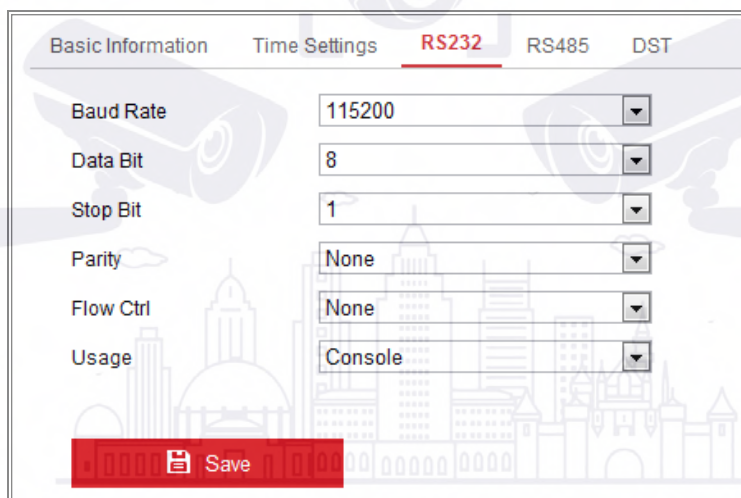 Basic Information Time Settings RS232 RS485 DST
Baud Rate 115200
Data Bit 8
Stop Bit 1
Parity None
Flow Ctrl None
Usage Console
Save